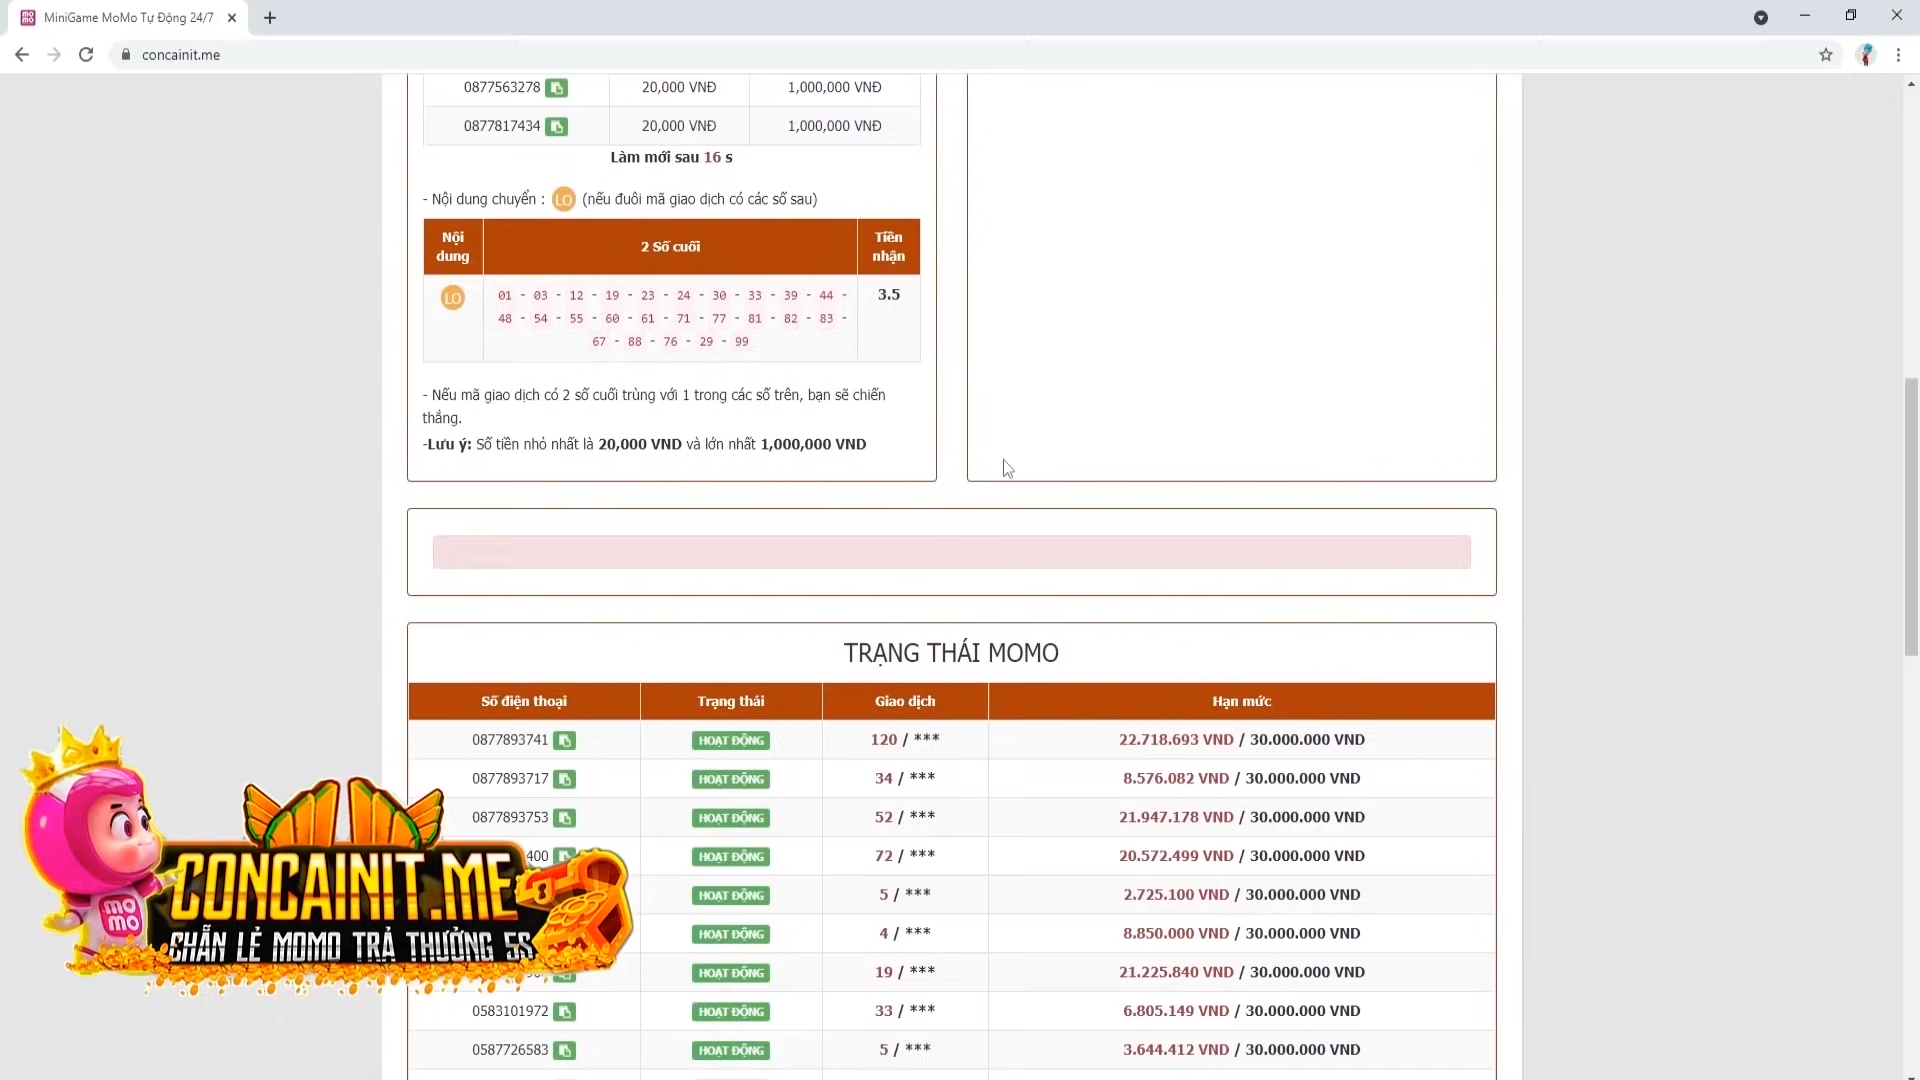 MiniGame MoMo Tự Động 24/7
concainit.me
0877563278 20,000 VNĐ 1,000,000 VNĐ
0877817434 20,000 VNĐ 1,000,000 VNĐ
Làm mới sau 16 s
- Nội dung chuyển : LO (nếu đuôi mã giao dịch có các số sau)
Nội dung 2 Số cuối Tiền nhận
LO 01 - 03 - 12 - 19 - 23 - 24 - 30 - 33 - 39 - 44 - 3.5
48 - 54 - 55 - 60 - 61 - 71 - 77 - 81 - 82 - 83 -
67 - 88 - 76 - 29 - 99
- Nếu mã giao dịch có 2 số cuối trùng với 1 trong các số trên, bạn sẽ chiến
thắng.
-Lưu ý: Số tiền nhỏ nhất là 20,000 VND và lớn nhất 1,000,000 VND
TRẠNG THÁI MOMO
Số điện thoại Trạng thái Giao dịch Hạn mức
0877893741 HOẠT ĐỘNG 120 / *** 22.718.693 VND / 30.000.000 VND
0877893717 HOẠT ĐỘNG 34 / *** 8.576.082 VND / 30.000.000 VND
0877893753 HOẠT ĐỘNG 52 / *** 21.947.178 VND / 30.000.000 VND
400 HOẠT ĐỘNG 72 / *** 20.572.499 VND / 30.000.000 VND
HOẠT ĐỘNG 5 / *** 2.725.100 VND / 30.000.000 VND
HOẠT ĐỘNG 4 / *** 8.850.000 VND / 30.000.000 VND
HOẠT ĐỘNG 19 / *** 21.225.840 VND / 30.000.000 VND
0583101972 HOẠT ĐỘNG 33 / *** 6.805.149 VND / 30.000.000 VND
0587726583 HOẠT ĐỘNG 5 / *** 3.644.412 VND / 30.000.000 VND
mo
mo
CONCAINIT.ME
CHẴN LẺ MOMO TRẢ THƯỞNG 5S